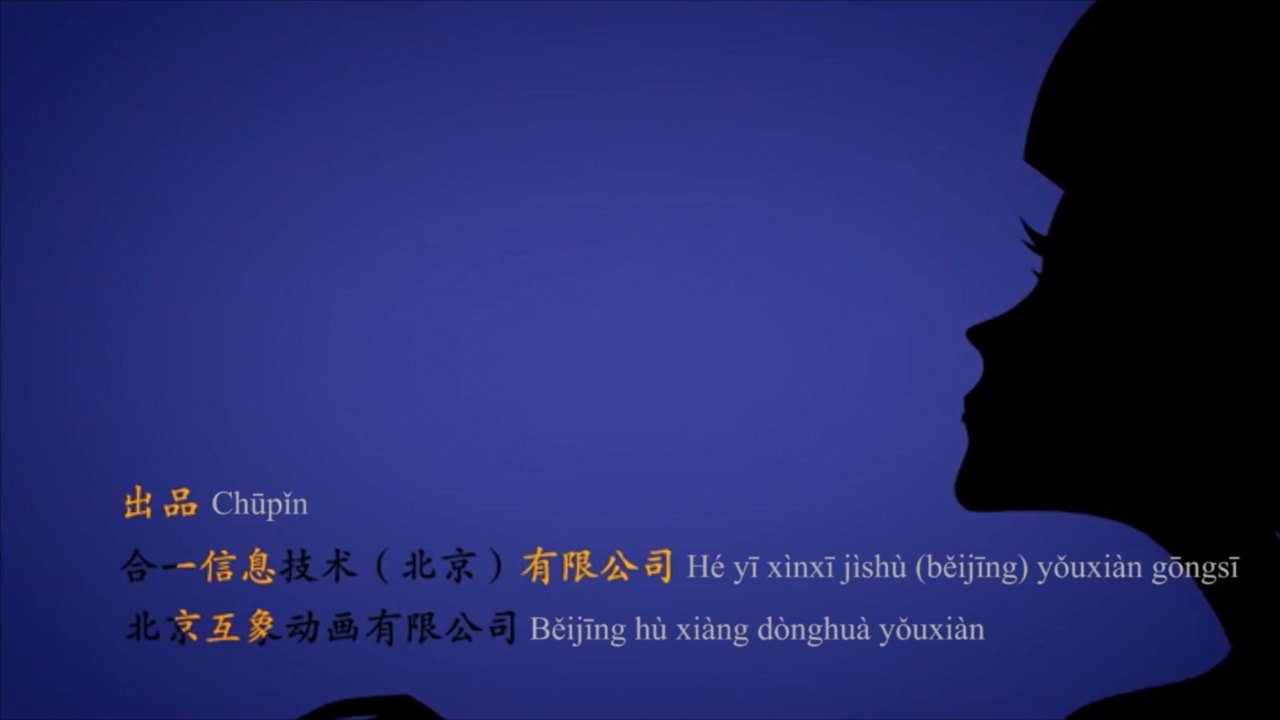 出品 Chūpǐn
合一信息技术（北京）有限公司 Hé yī xìnxī jìshù (běijīng) yǒuxiàn gōngsī
北京互象动画有限公司 Běijīng hù xiàng dònghuà yǒuxiàn